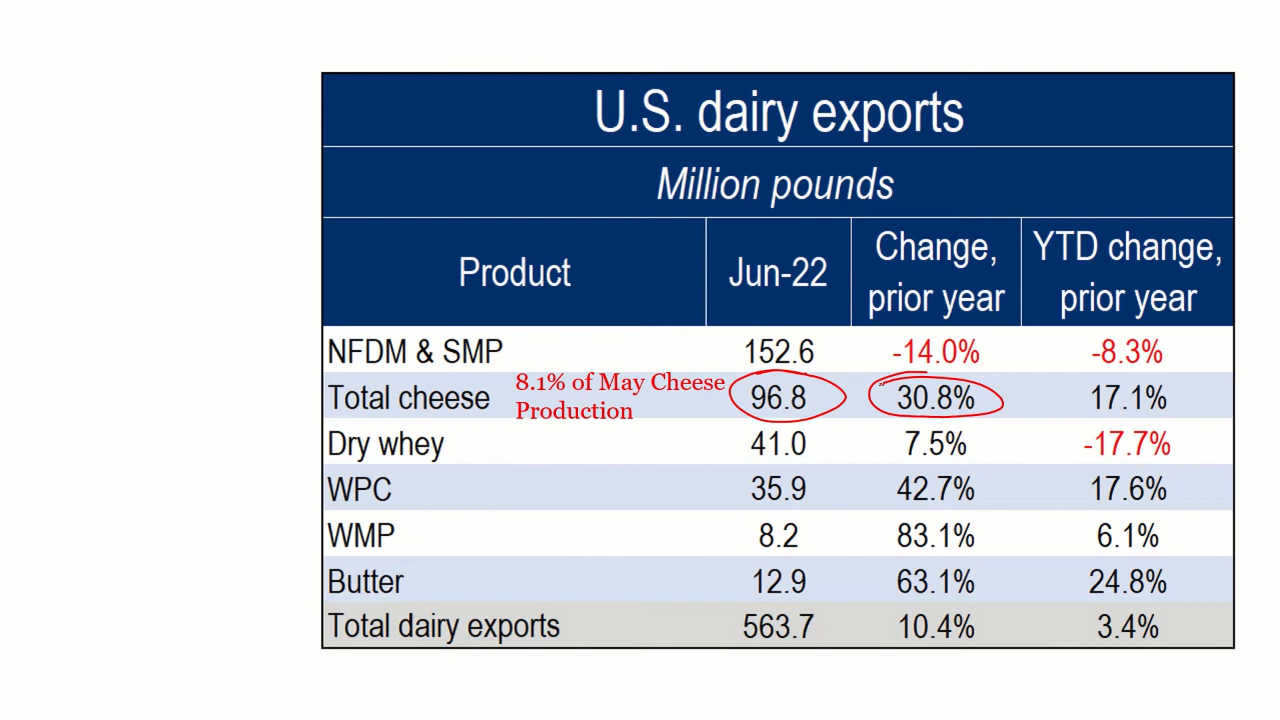 U.S. dairy exports
Million pounds
Product Jun-22 Change, prior year YTD change, prior year
NFDM & SMP 152.6 -14.0% -8.3%
Total cheese 8.1% of May Cheese Production 96.8 30.8% 17.1%
Dry whey 41.0 7.5% -17.7%
WPC 35.9 42.7% 17.6%
WMP 8.2 83.1% 6.1%
Butter 12.9 63.1% 24.8%
Total dairy exports 563.7 10.4% 3.4%